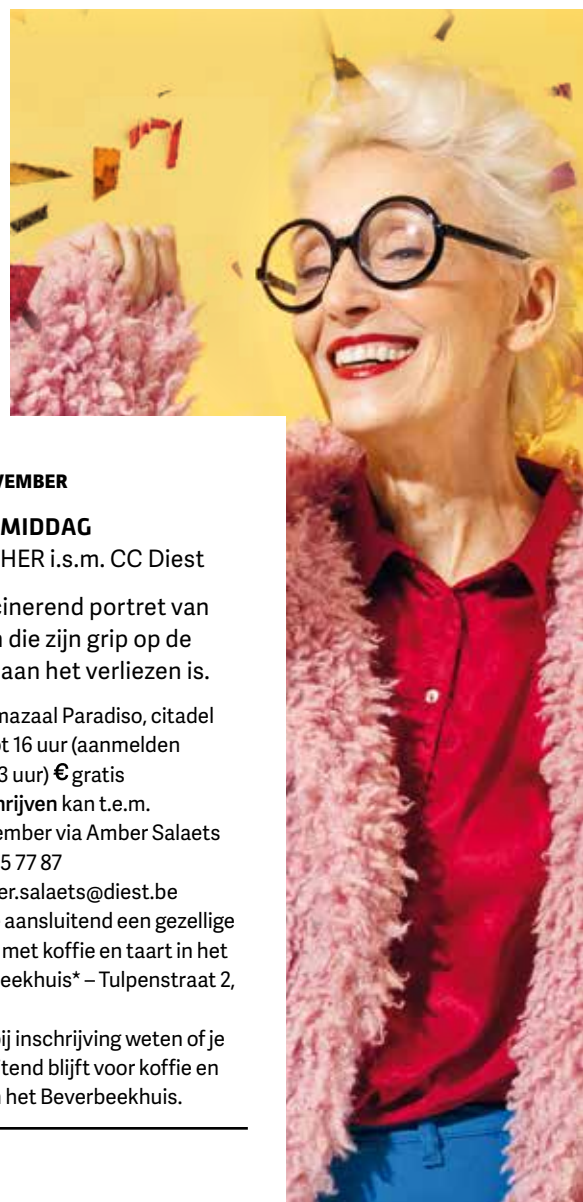 VEMBER
MIDDAG
HER i.s.m. CC Diest
cinerend portret van
die zijn grip op de
aan het verliezen is.
mazaal Paradiso, citadel
ot 16 uur (aanmelden
3 uur) € gratis
hrijven kan t.e.m.
ember via Amber Salaets
5 77 87
er.salaets@diest.be
aansluitend een gezellige
met koffie en taart in het
eekhuis* – Tulpenstraat 2,
ij inschrijving weten of je
tend blijft voor koffie en
het Beverbeekhuis.